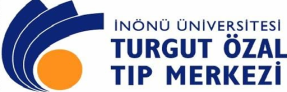 İNÖNÜ ÜNİVERSİTESİ
TURGUT ÖZAL
TIP MERKEZİ